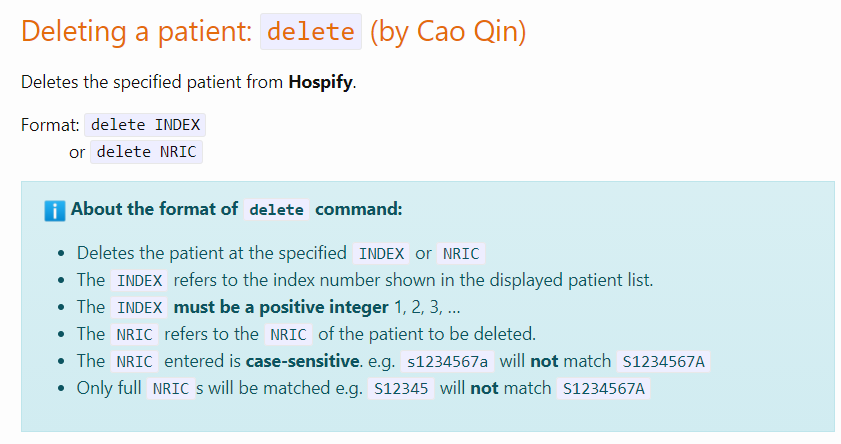 Deleting a patient: delete (by Cao Qin)
Deletes the specified patient from Hospify.
Format: delete INDEX
or delete NRIC
About the format of delete command:
• Deletes the patient at the specified INDEX or NRIC
• The INDEX refers to the index number shown in the displayed patient list.
• The INDEX must be a positive integer 1, 2, 3, …
• The NRIC refers to the NRIC of the patient to be deleted.
• The NRIC entered is case-sensitive. e.g. s1234567a will not match S1234567A
• Only full NRIC s will be matched e.g. S12345 will not match S1234567A